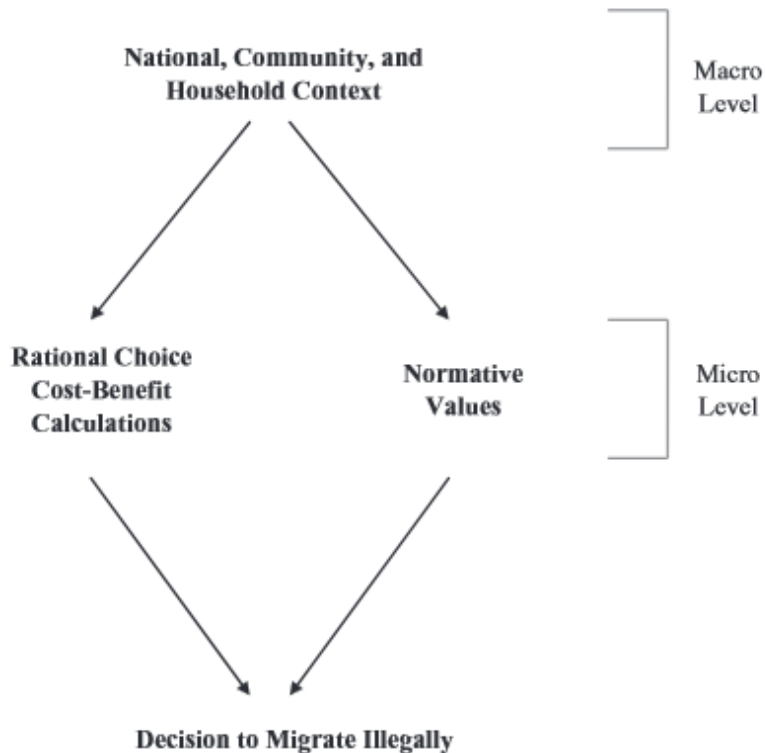 National, Community, and
Household Context
Macro
Level
Rational Choice
Cost-Benefit
Calculations
Normative
Values
Micro
Level
Decision to Migrate Illegally